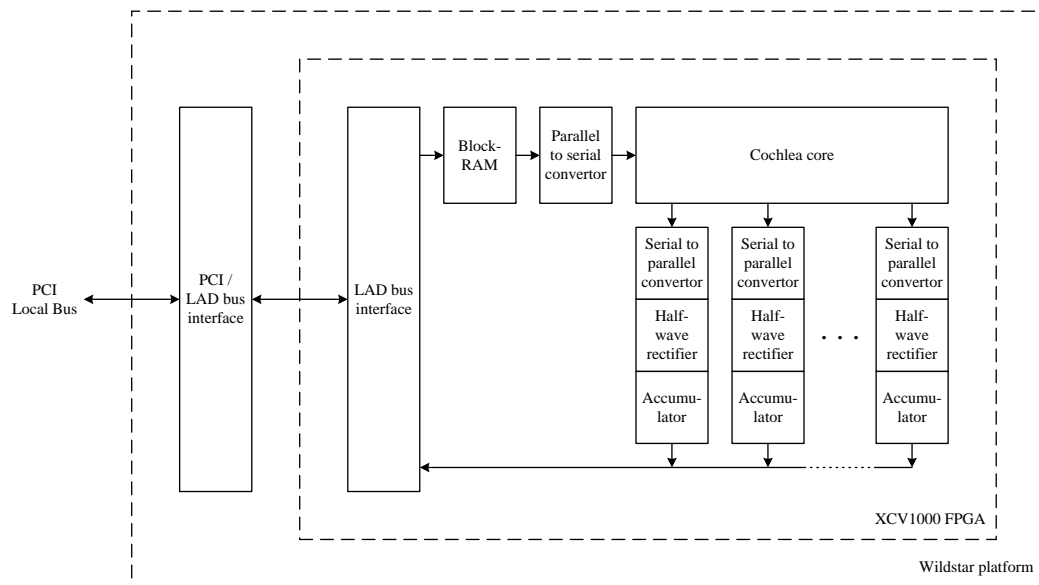 PCI
Local Bus
PCI /
LAD bus
interface
LAD bus
interface
Block-
RAM
Parallel
to serial
convertor
Cochlea core
Serial to
parallel
convertor
Half-
wave
rectifier
Accumu-
lator
Serial to
parallel
convertor
Half-
wave
rectifier
Accumu-
lator
. . .
Serial to
parallel
convertor
Half-
wave
rectifier
Accumu-
lator
XCV1000 FPGA
Wildstar platform